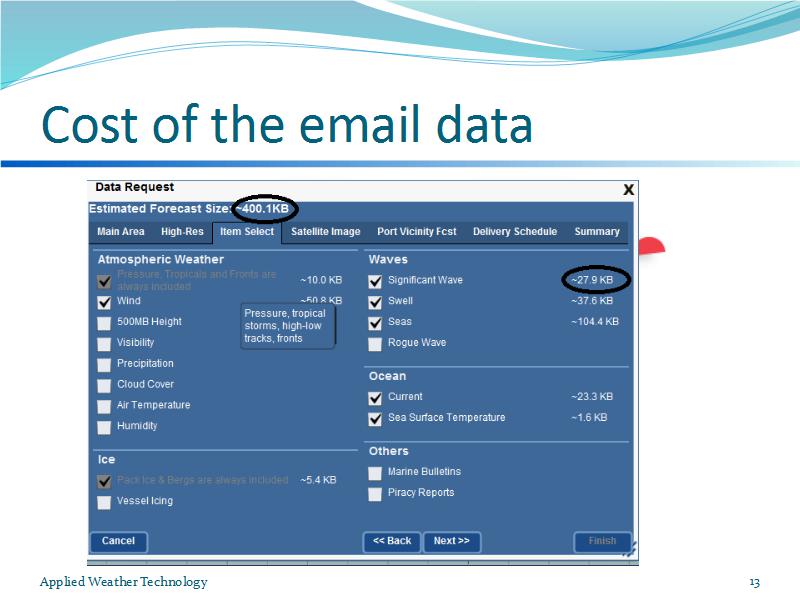 Cost of the email data
Data Request
X
Estimated Forecast Size: ~400.1KB
Main Area High-Res Item Select Satellite Image Port Vicinity Fcst Delivery Schedule Summary
Atmospheric Weather
Pressure, Tropicals and Fronts are
always included ~10.0 KB
Wind ~50.8 KB
Pressure, tropical
storms, high-low
tracks, fronts
500MB Height
Visibility
Precipitation
Cloud Cover
Air Temperature
Humidity
Ice
Pack Ice & Bergs are always included ~5.4 KB
Vessel Icing
Waves
Significant Wave ~27.9 KB
Swell ~37.6 KB
Seas ~104.4 KB
Rogue Wave
Ocean
Current ~23.3 KB
Sea Surface Temperature ~1.6 KB
Others
Marine Bulletins
Piracy Reports
Cancel << Back Next >> Finish
Applied Weather Technology 13